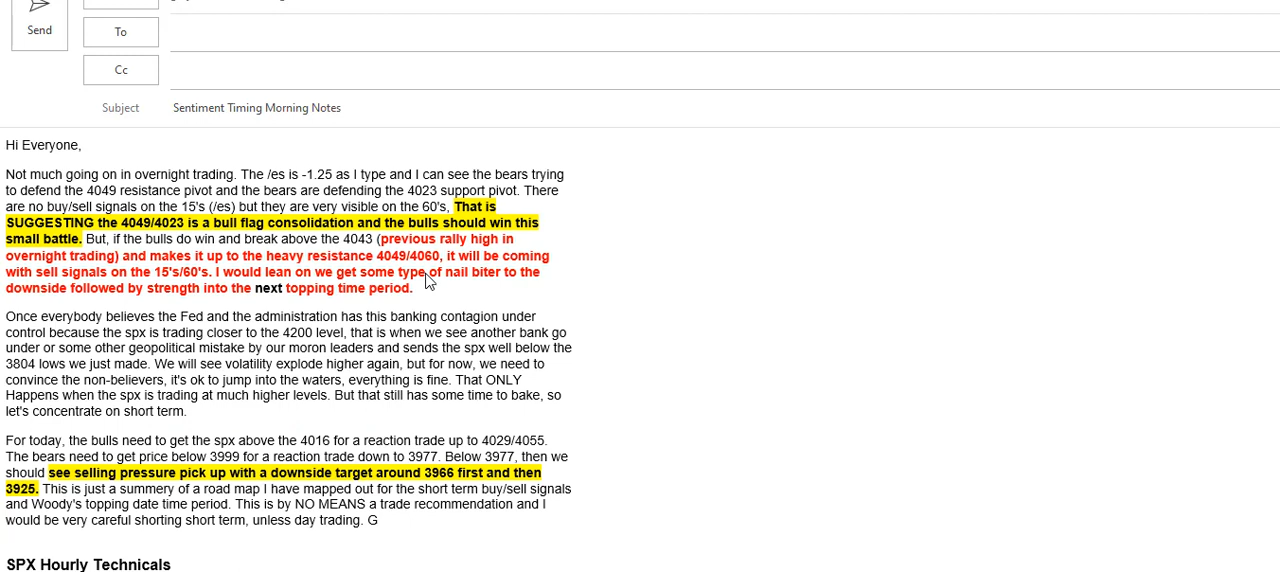 Send
To
Cc
Subject
Sentiment Timing Morning Notes
Hi Everyone,
Not much going on in overnight trading. The /es is -1.25 as I type and I can see the bears trying
to defend the 4049 resistance pivot and the bears are defending the 4023 support pivot. There
are no buy/sell signals on the 15's (/es) but they are very visible on the 60's, That is
SUGGESTING the 4049/4023 is a bull flag consolidation and the bulls should win this
small battle. But, if the bulls do win and break above the 4043 (previous rally high in
overnight trading) and makes it up to the heavy resistance 4049/4060, it will be coming
with sell signals on the 15's/60's. I would lean on we get some type of nail biter to the
downside followed by strength into the next topping time period.
Once everybody believes the Fed and the administration has this banking contagion under
control because the spx is trading closer to the 4200 level, that is when we see another bank go
under or some other geopolitical mistake by our moron leaders and sends the spx well below the
3804 lows we just made. We will see volatility explode higher again, but for now, we need to
convince the non-believers, it's ok to jump into the waters, everything is fine. That ONLY
Happens when the spx is trading at much higher levels. But that still has some time to bake, so
let's concentrate on short term.
For today, the bulls need to get the spx above the 4016 for a reaction trade up to 4029/4055.
The bears need to get price below 3999 for a reaction trade down to 3977. Below 3977, then we
should see selling pressure pick up with a downside target around 3966 first and then
3925. This is just a summery of a road map I have mapped out for the short term buy/sell signals
and Woody's topping date time period. This is by NO MEANS a trade recommendation and I
would be very careful shorting short term, unless day trading. G
SPX Hourly Technicals